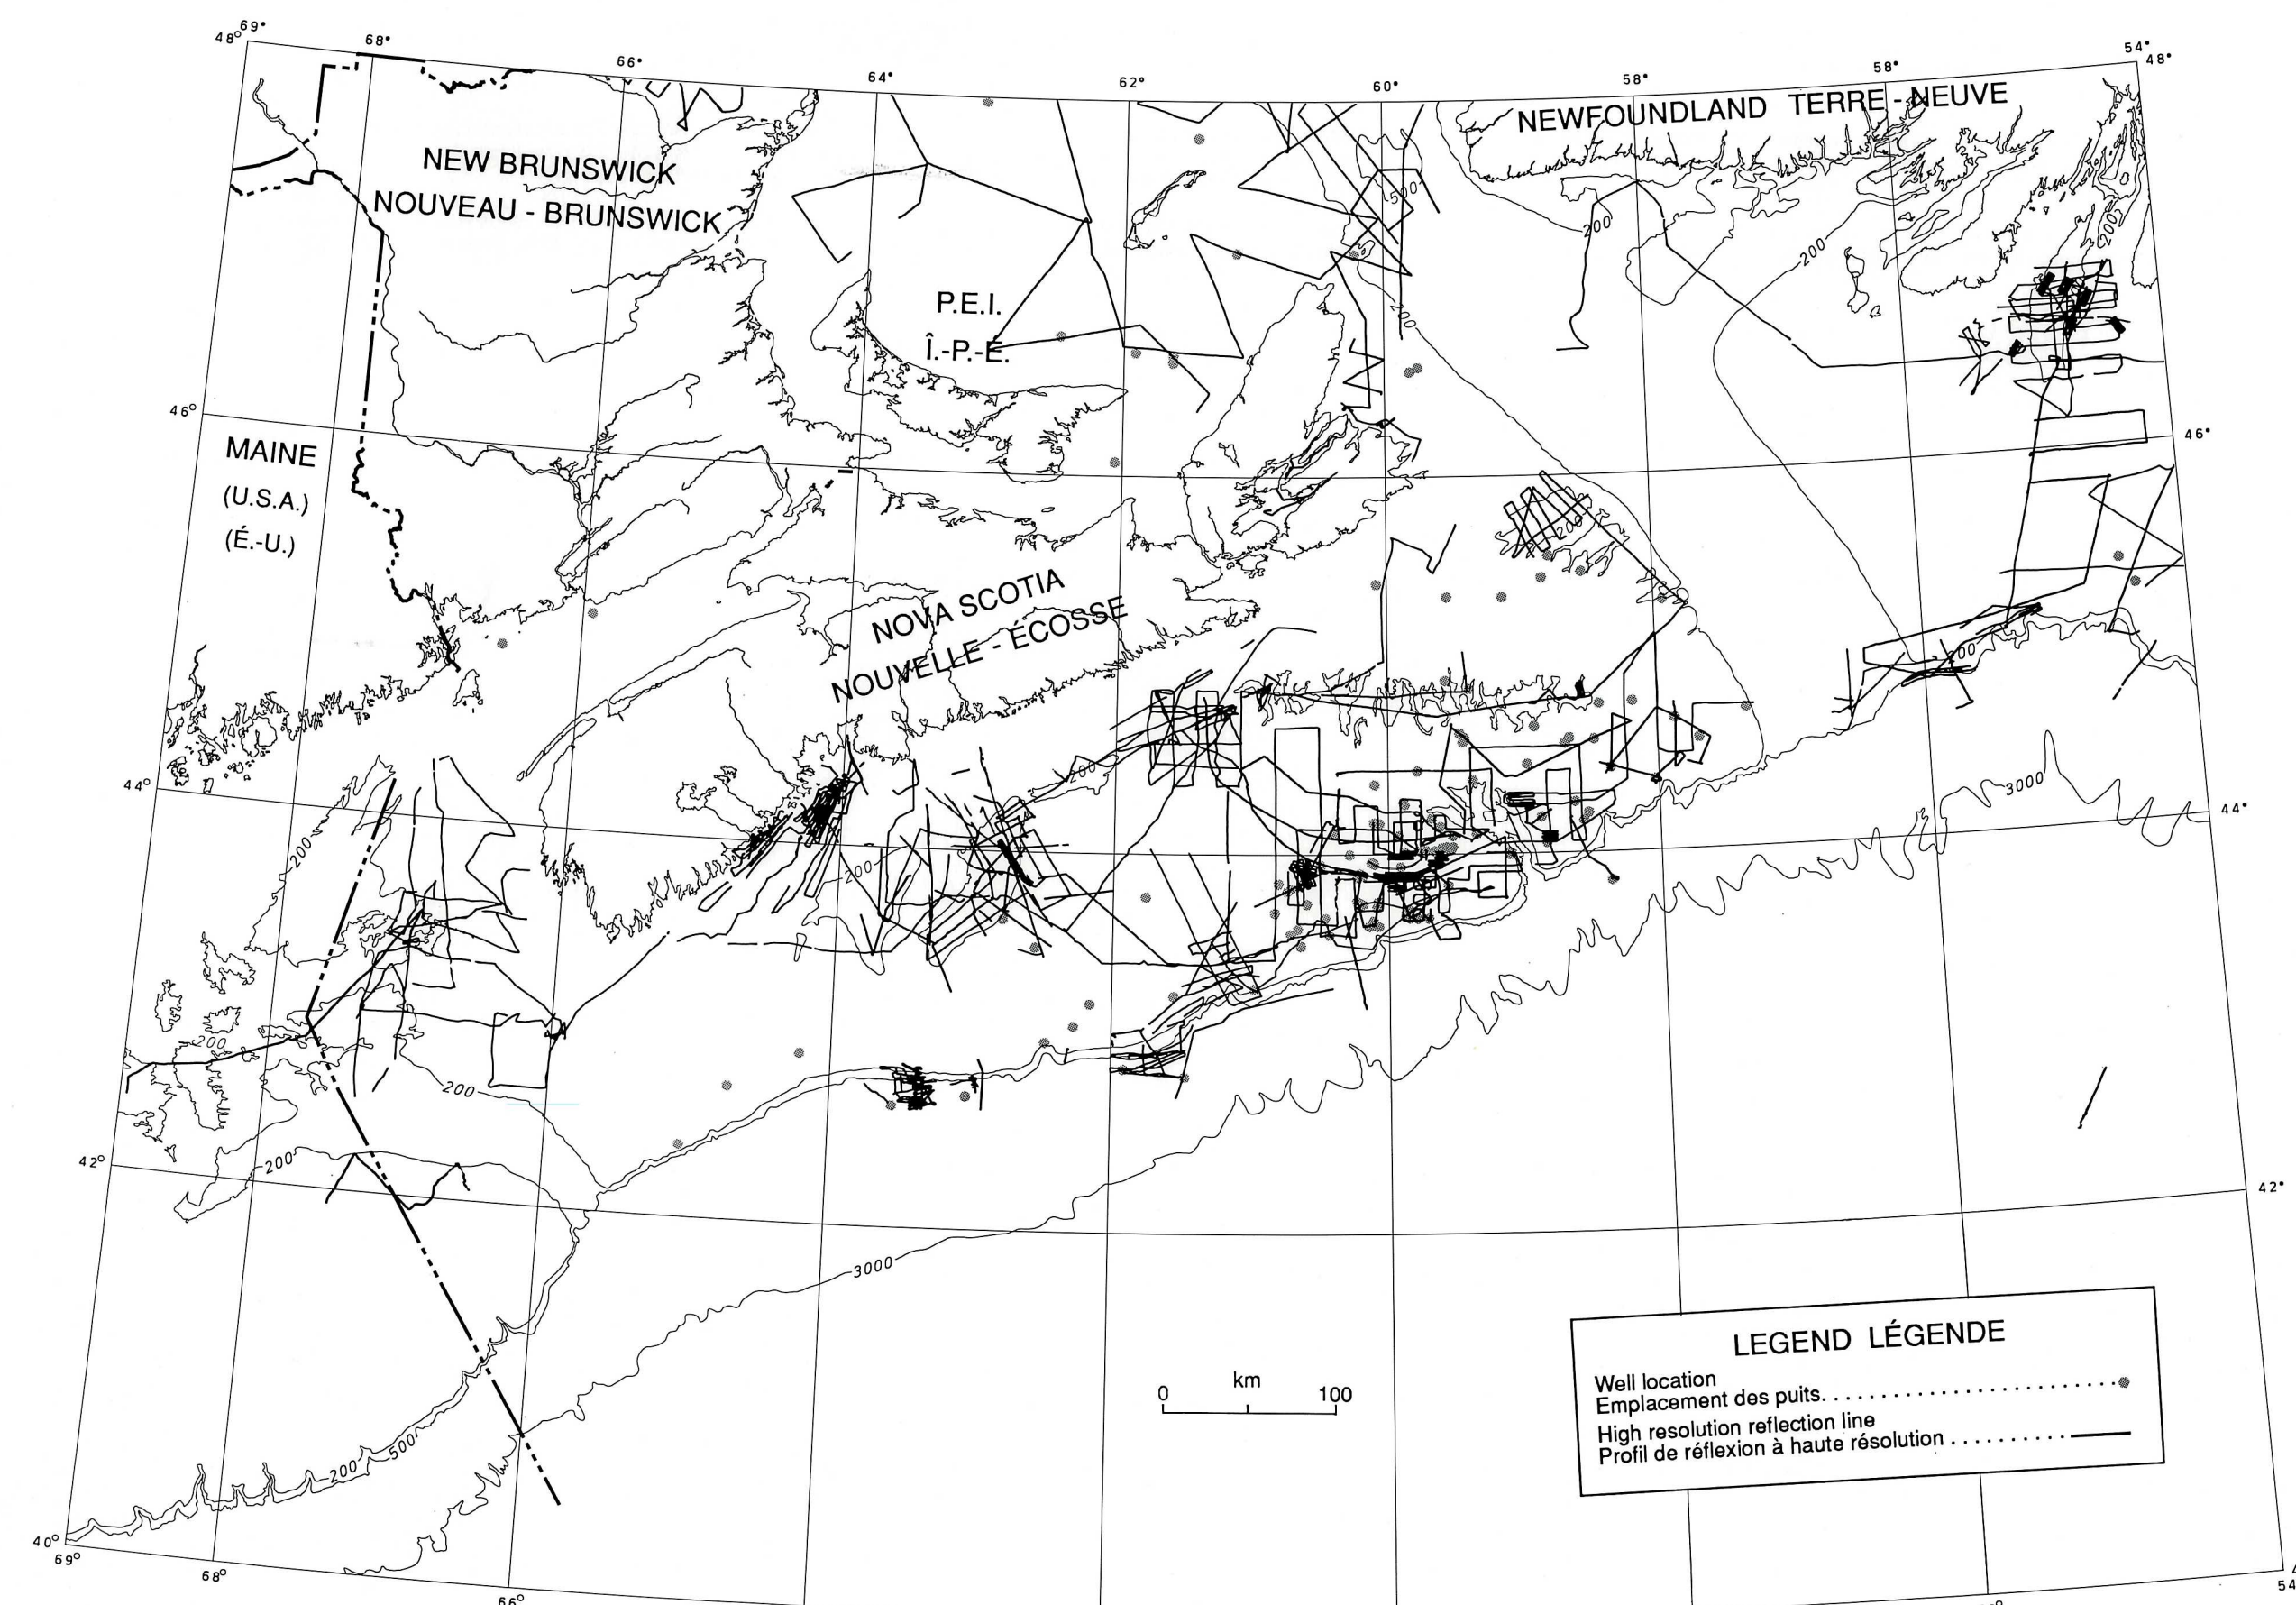 48°
69°
68°
66°
64°
62°
60°
58°
58°
54°
48°
NEWFOUNDLAND TERRE-NEUVE
NEW BRUNSWICK
NOUVEAU - BRUNSWICK
500
200
200
200
200
P.E.I.
Î.-P.-É.
46°
46°
MAINE
(U.S.A.)
(É.-U.)
200
NOVA SCOTIA
NOUVELLE - ÉCOSSE
200
200
3000
44°
44°
200
200
200
200
200
42°
42°
3000
LEGEND LÉGENDE
Well location
Emplacement des puits
High resolution reflection line
Profil de réflexion à haute résolution
km
0 100
200
500
40°
69°
68°
66°
54